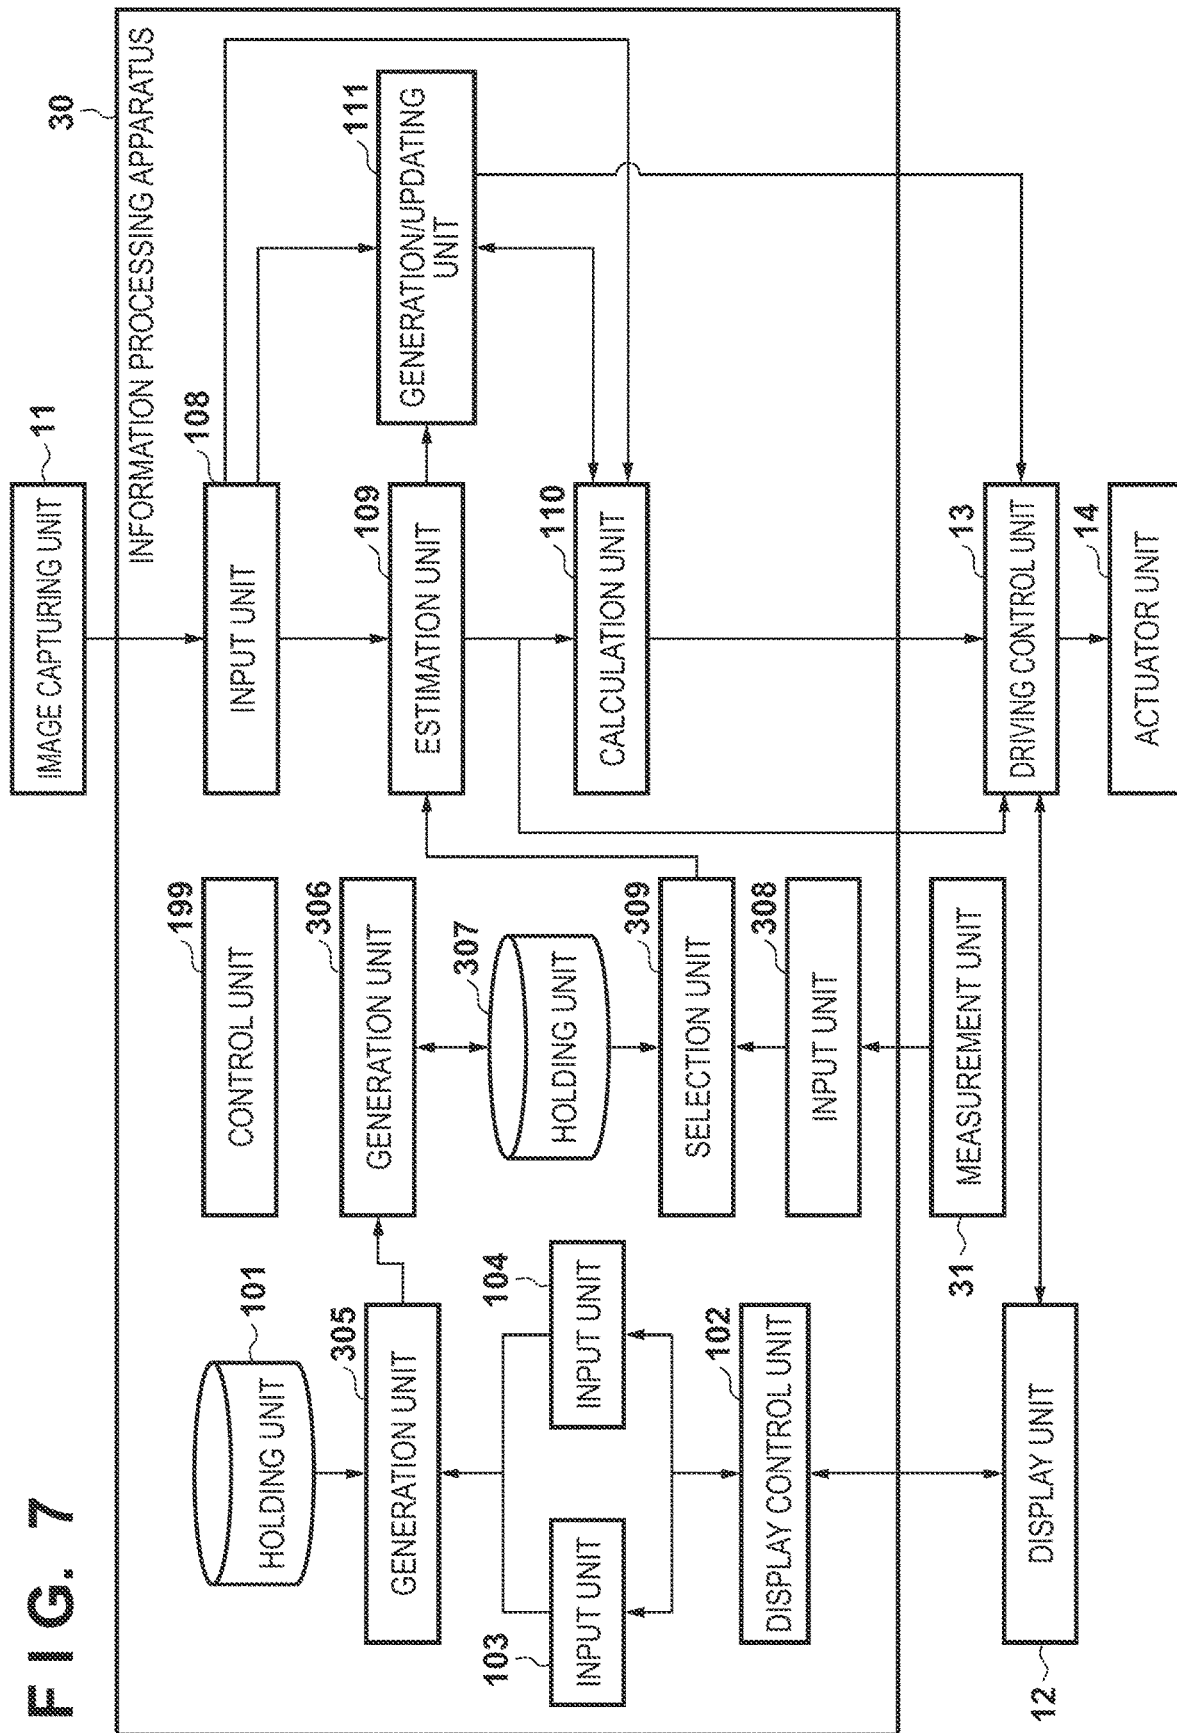 FIG. 7
30
INFORMATION PROCESSING APPARATUS
IMAGE CAPTURING UNIT
11
INPUT UNIT
108
ESTIMATION UNIT
109
GENERATION/UPDATING
UNIT
111
CALCULATION UNIT
110
DRIVING CONTROL UNIT
13
ACTUATOR UNIT
14
CONTROL UNIT
199
GENERATION UNIT
306
HOLDING UNIT
307
SELECTION UNIT
309
INPUT UNIT
308
MEASUREMENT UNIT
31
HOLDING UNIT
101
GENERATION UNIT
305
INPUT UNIT
103
INPUT UNIT
104
DISPLAY CONTROL UNIT
102
DISPLAY UNIT
12